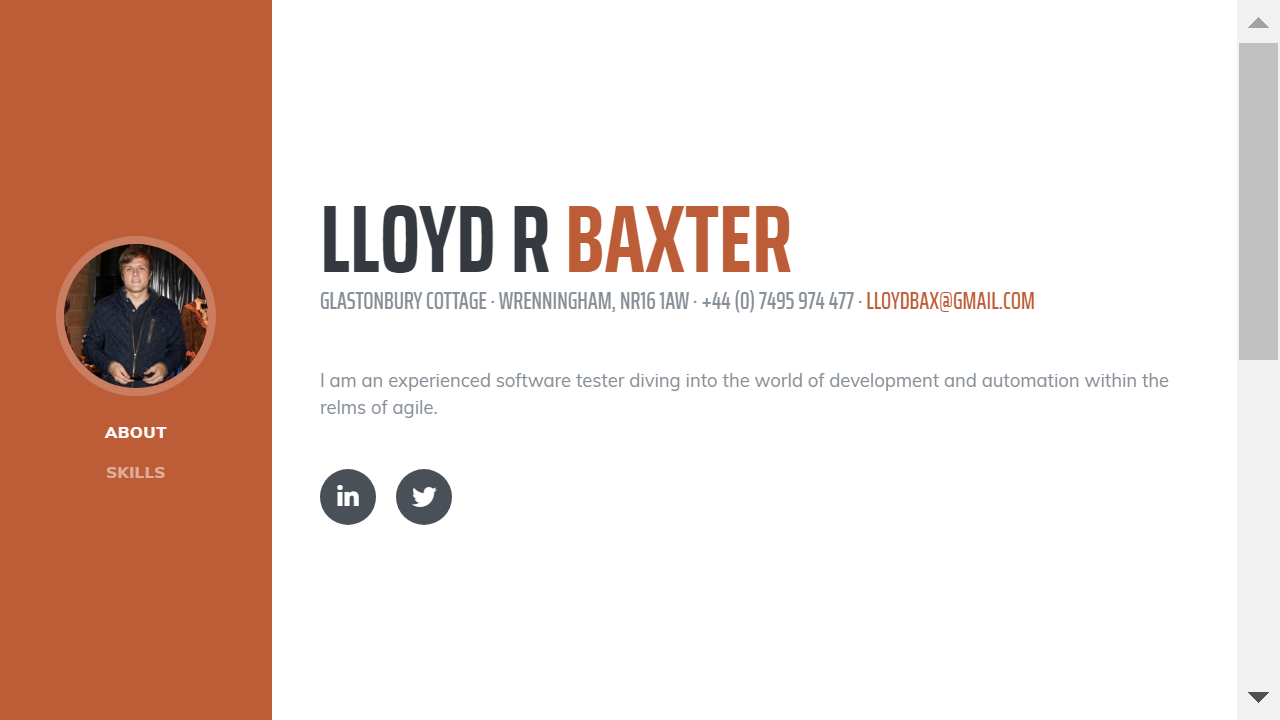 ABOUT
SKILLS
LLOYD R BAXTER
GLASTONBURY COTTAGE · WRENNINGHAM, NR16 1AW · +44 (0) 7495 974 477 · LLOYDBAX@GMAIL.COM
I am an experienced software tester diving into the world of development and automation within the
relms of agile.
in